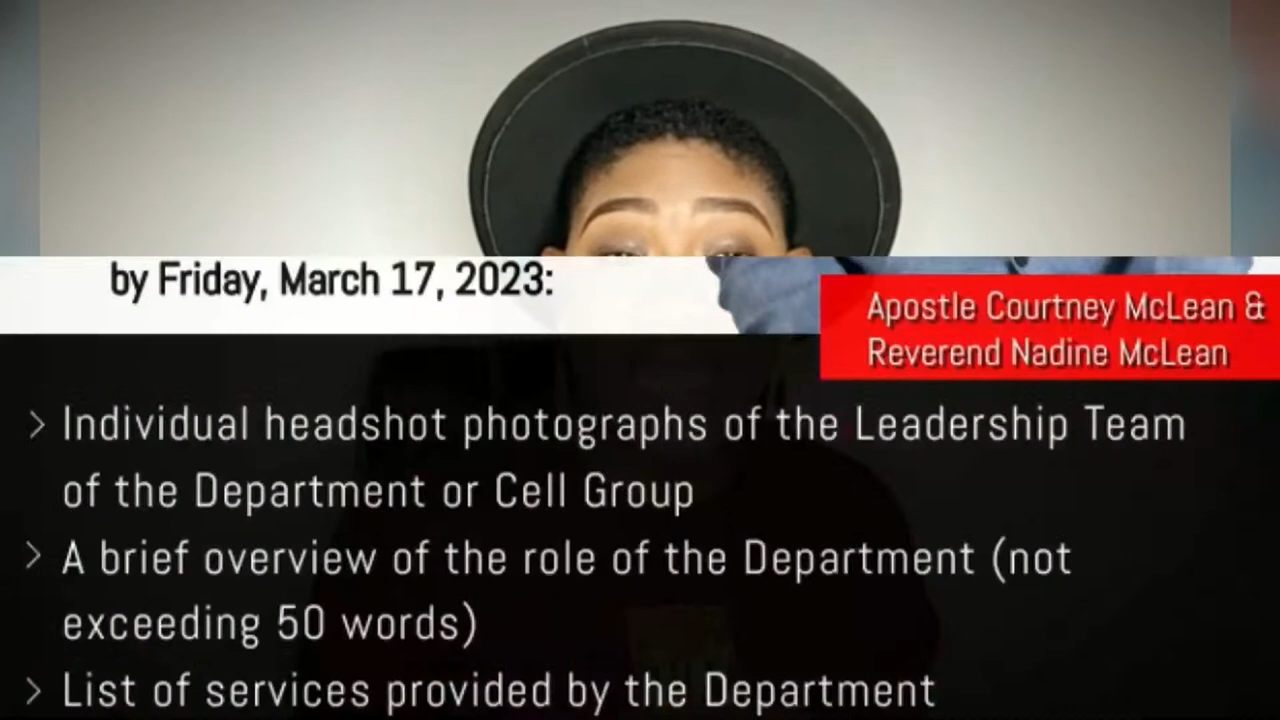 by Friday, March 17, 2023:
Apostle Courtney McLean &
Reverend Nadine McLean
> Individual headshot photographs of the Leadership Team
of the Department or Cell Group
> A brief overview of the role of the Department (not
exceeding 50 words)
> List of services provided by the Department